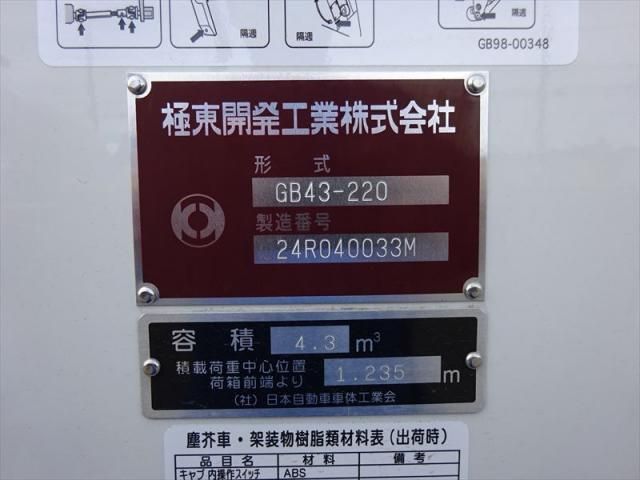 隔週 隔週 隔週 隔週
GB98-00348
極東開発工業株式会社
形式
GB43-220
製造番号
24R040033M
容積 4.3 m³
積載荷重中心位置
荷箱前端より 1.235 m
(社)日本自動車車体工業会
塵芥車・架装物樹脂類材料表(出荷時)
品目名 材料 備考
キャブ内操作スイッチ ABS